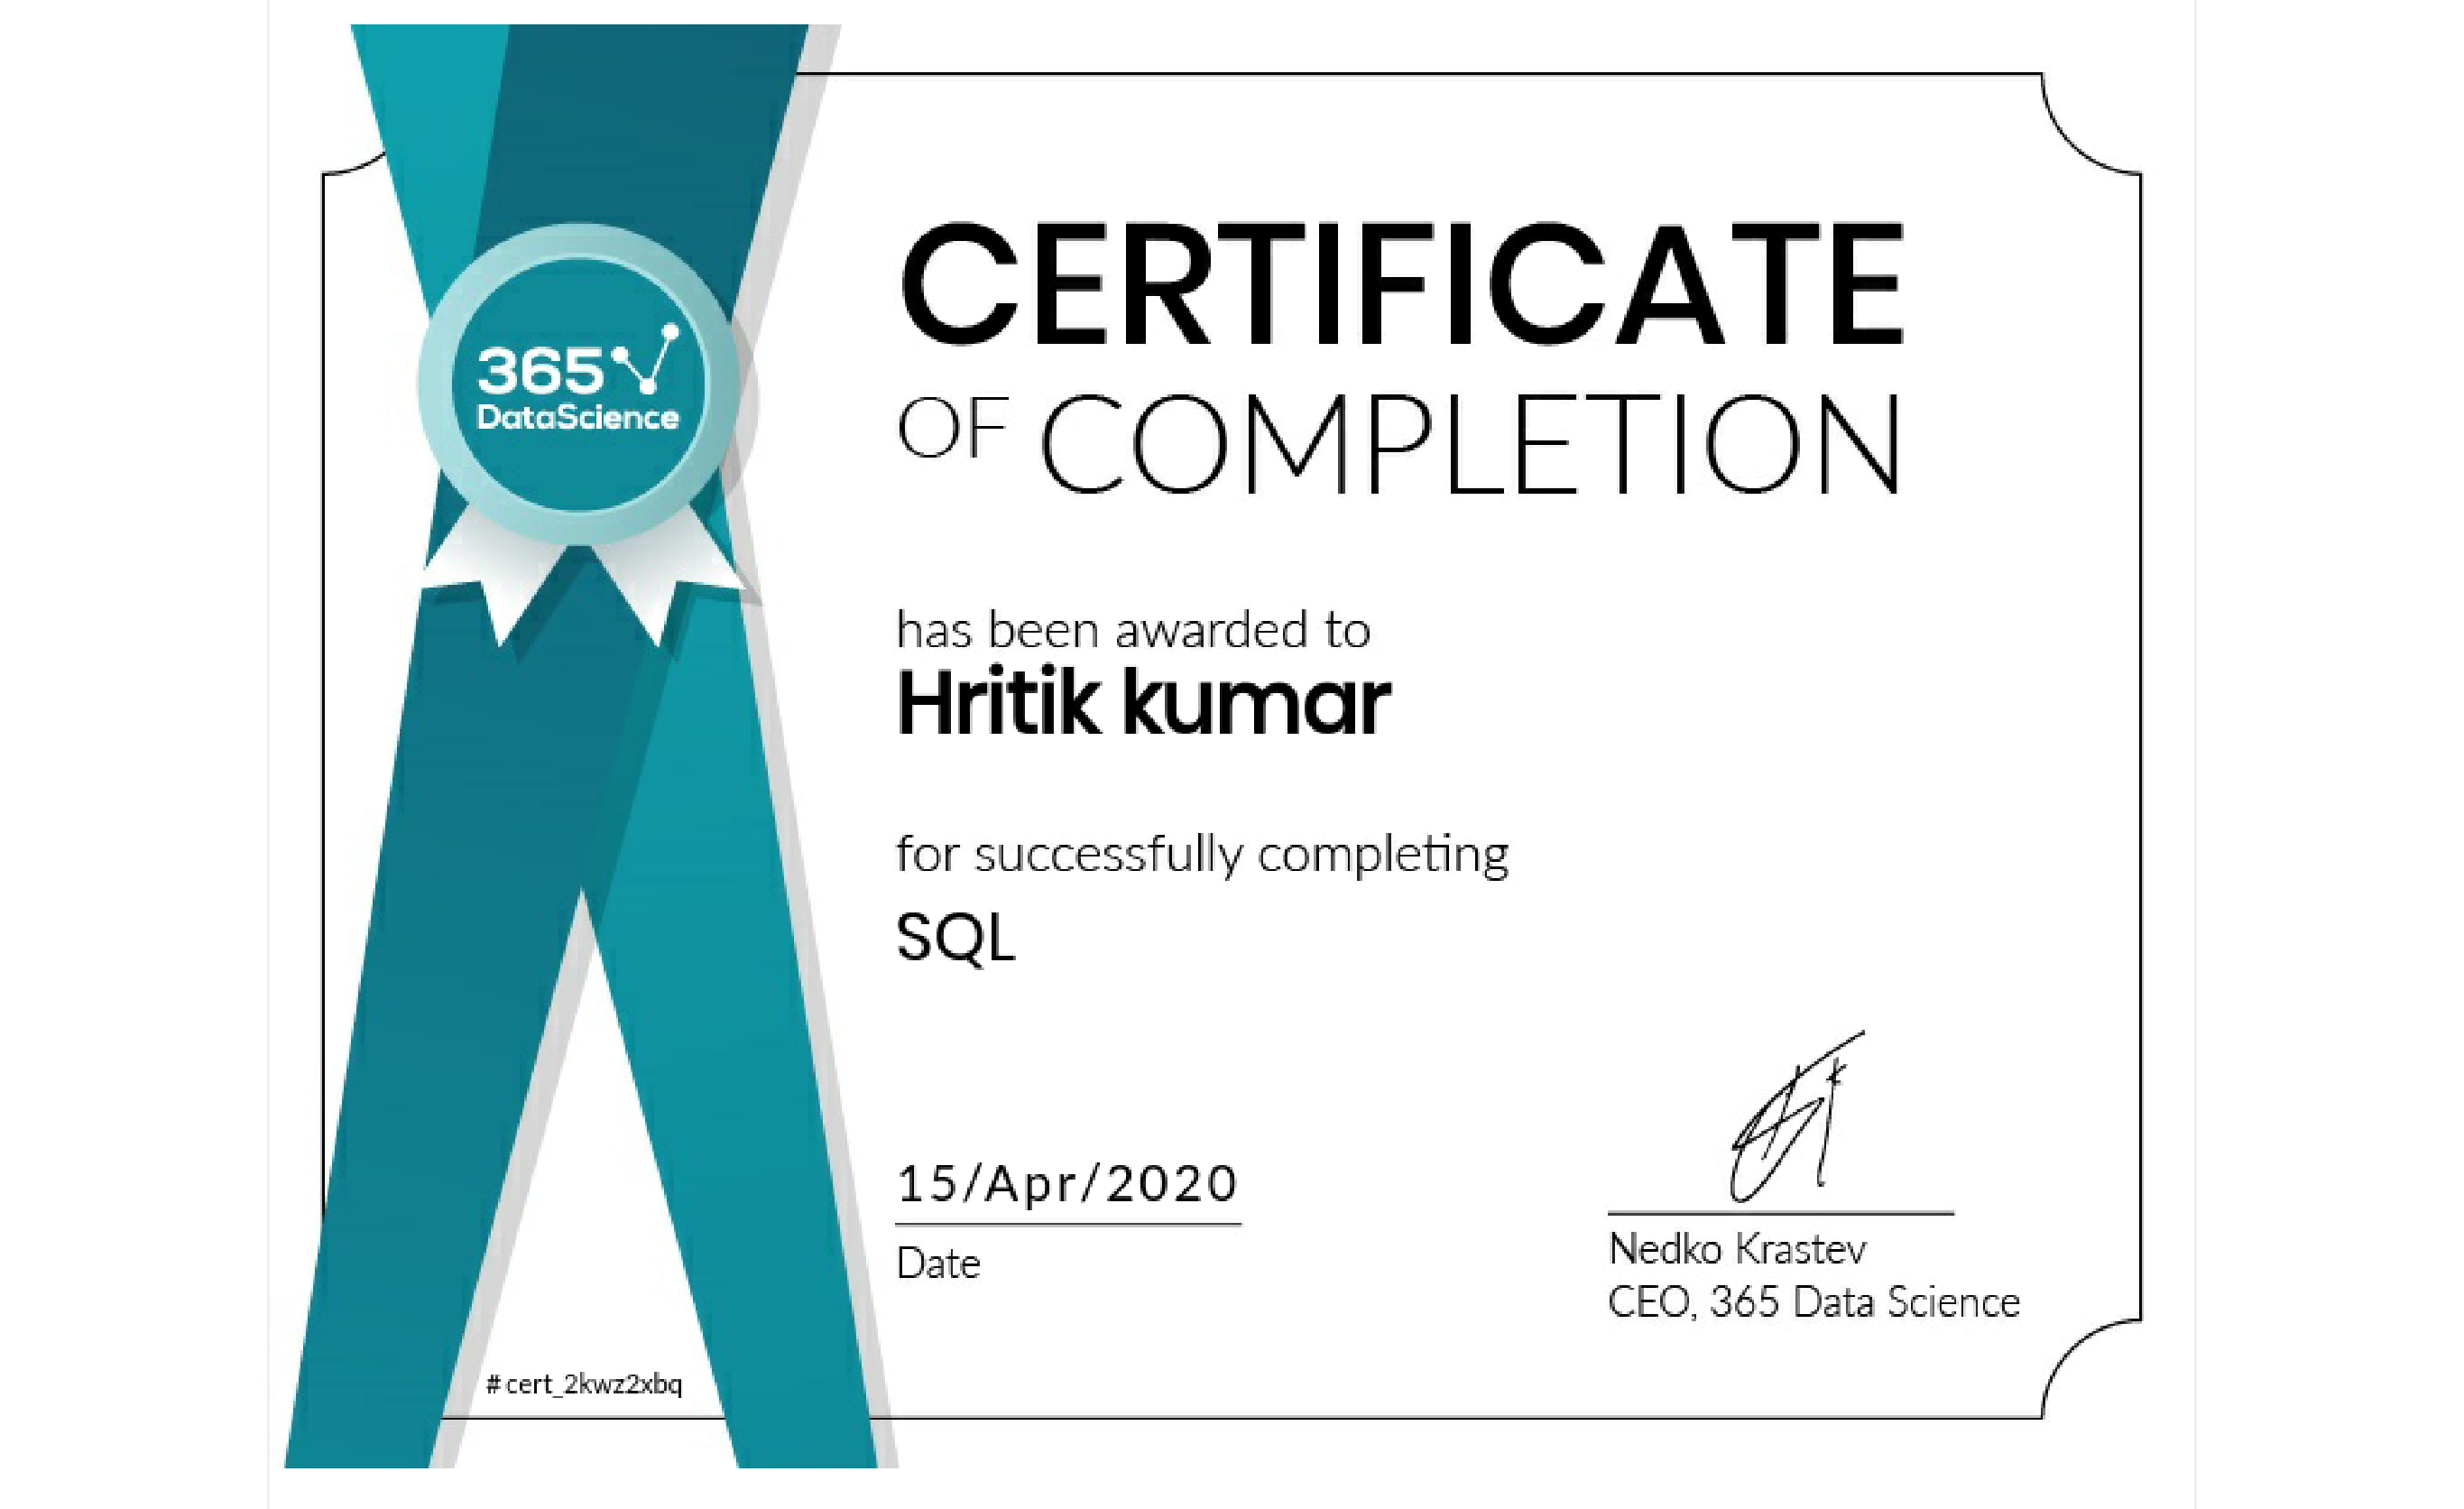 365
DataScience
CERTIFICATE
OF COMPLETION
has been awarded to
Hritik kumar
for successfully completing
SQL
15/Apr/2020
Date
Nedko Krastev
CEO, 365 Data Science
#cert_2kwz2xbq